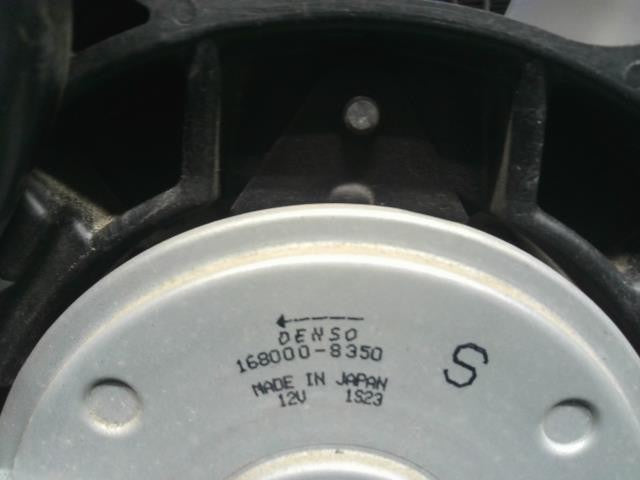 DENSO
168000-8350
S
MADE IN JAPAN
12V 1S23